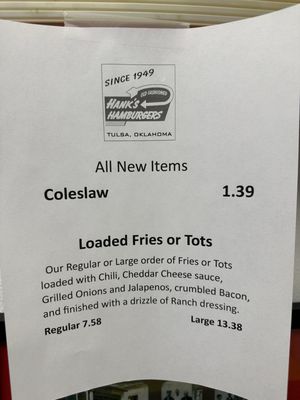 SINCE 1949
OLD FASHIONED
HANK'S
HAMBURGERS
TULSA, OKLAHOMA
All New Items
Coleslaw 1.39
Loaded Fries or Tots
Our Regular or Large order of Fries or Tots
loaded with Chili, Cheddar Cheese sauce,
Grilled Onions and Jalapenos, crumbled Bacon,
and finished with a drizzle of Ranch dressing.
Regular 7.58 Large 13.38